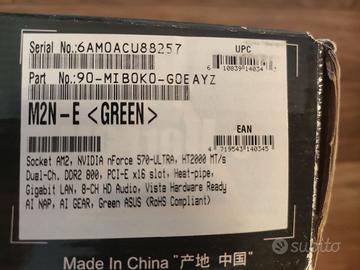 Serial No.:6AM0ACU88257
UPC
6 10839 14034
Part No.:90-MIBOKO-GOEAYZ
M2N-E <GREEN>
EAN
4 719543 140345
Socket AM2, NVIDIA nForce 570-ULTRA, HT2000 MT/s
Dual-Ch. DDR2 800, PCI-E x16 slot, Heat-pipe,
Gigabit LAN, 8-CH HD Audio, Vista Hardware Ready
AI NAP, AI GEAR, Green ASUS (RoHS Compliant)
Made In China "产地 中国"
subito